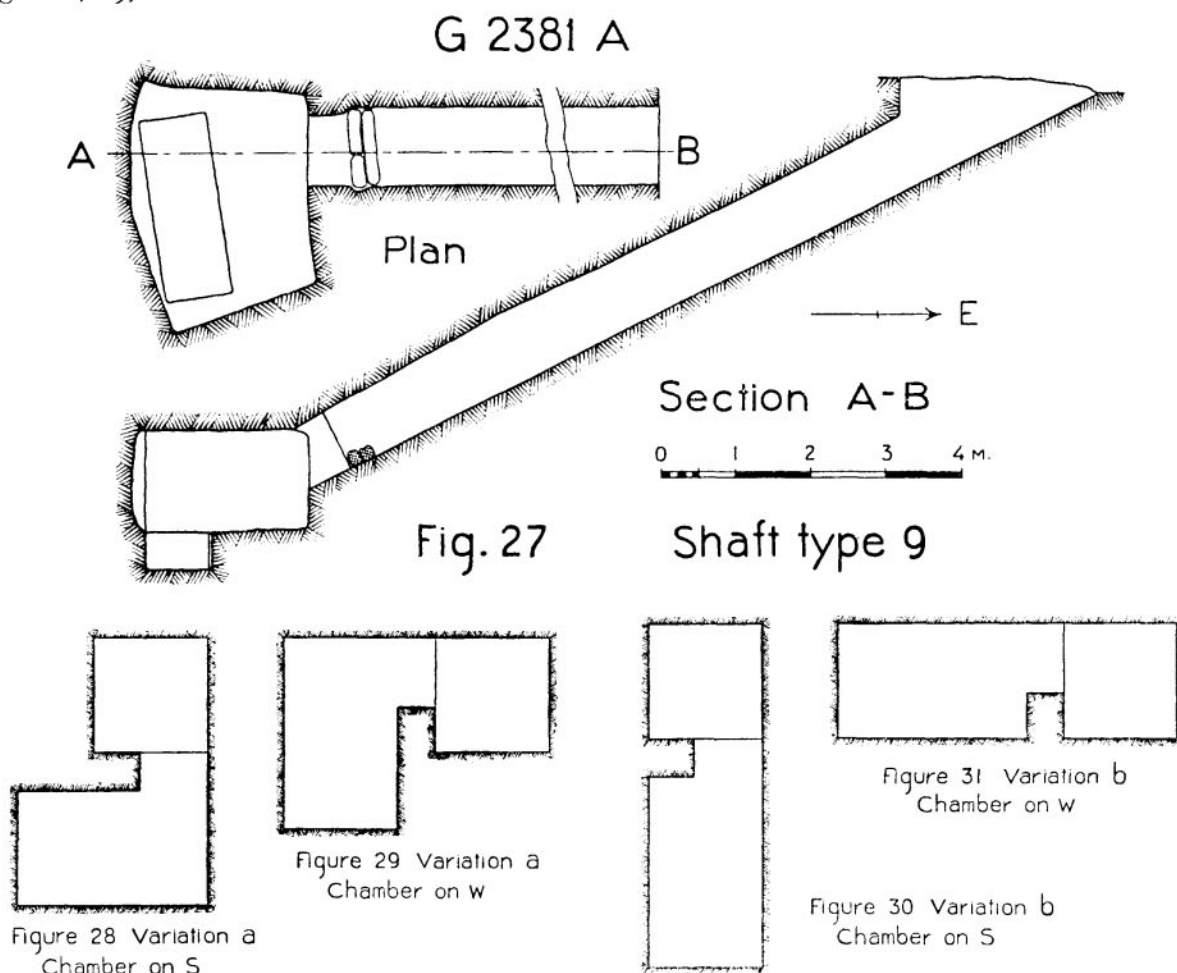 G 2381 A
A
B
Plan
E
Section A-B
0 1 2 3 4 M.
Fig. 27
Shaft type 9
Figure 28 Variation a
Chamber on S
Figure 29 Variation a
Chamber on W
Figure 30 Variation b
Chamber on S
Figure 31 Variation b
Chamber on W